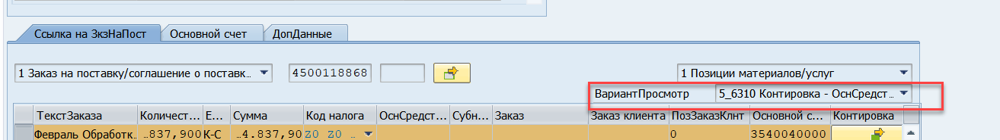 Ссылка на ЗкзНаПост Основной счет ДопДанные
1 Заказ на поставку/соглашение о поставк... 4500118868 1 Позиции материалов/услуг
ВариантПросмотр 5_6310 Контировка - ОснСредст...
ТекстЗаказа Количест... Е... Сумма Код налога ОснСредст... Субн... Заказ Заказ клиента ПозЗаказКлнт Основной с... Контировка
Февраль Обработк... ...837,900 К-С ...4.837,90 Z0 Z0 ... 0 3540040000